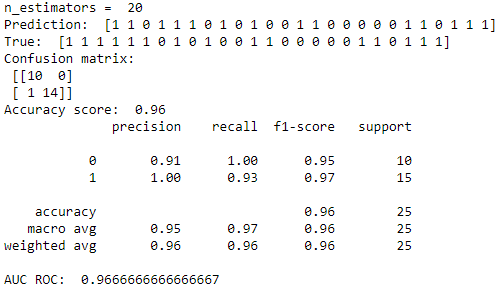 n_estimators =  20
Prediction:  [1 1 0 1 1 1 0 1 0 1 0 0 1 1 0 0 0 0 0 1 1 0 1 1 1]
True:  [1 1 1 1 1 1 0 1 0 1 0 0 1 1 0 0 0 0 0 1 1 0 1 1 1]
Confusion matrix:
[[10  0]
[ 1 14]]
Accuracy score:  0.96
precision    recall  f1-score   support
0       0.91      1.00      0.95        10
1       1.00      0.93      0.97        15
accuracy                           0.96        25
macro avg       0.95      0.97      0.96        25
weighted avg       0.96      0.96      0.96        25
AUC ROC:  0.9666666666666667